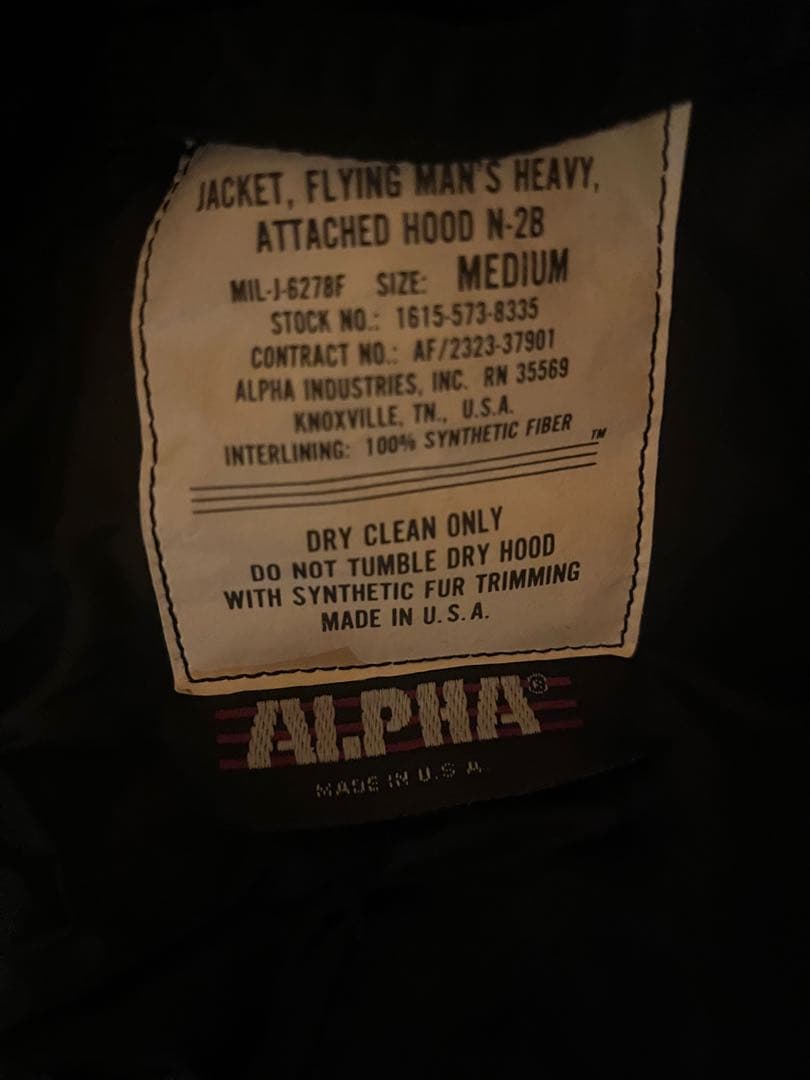 JACKET, FLYING MAN'S HEAVY,
ATTACHED HOOD N-2B
MIL-J-6278F SIZE: MEDIUM
STOCK NO.: 1615-573-8335
CONTRACT NO.: AF/2323-37901
ALPHA INDUSTRIES, INC. RN 35569
KNOXVILLE, TN., U.S.A.
INTERLINING: 100% SYNTHETIC FIBER
TM
DRY CLEAN ONLY
DO NOT TUMBLE DRY HOOD
WITH SYNTHETIC FUR TRIMMING
MADE IN U.S.A.
ALPHA®
MADE IN U.S.A.